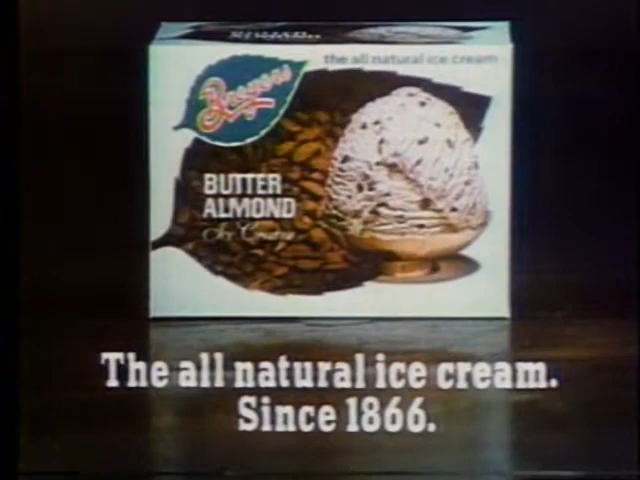 the all natural ice cream
Breyers
BUTTER
ALMOND
Ice Cream
The all natural ice cream.
Since 1866.